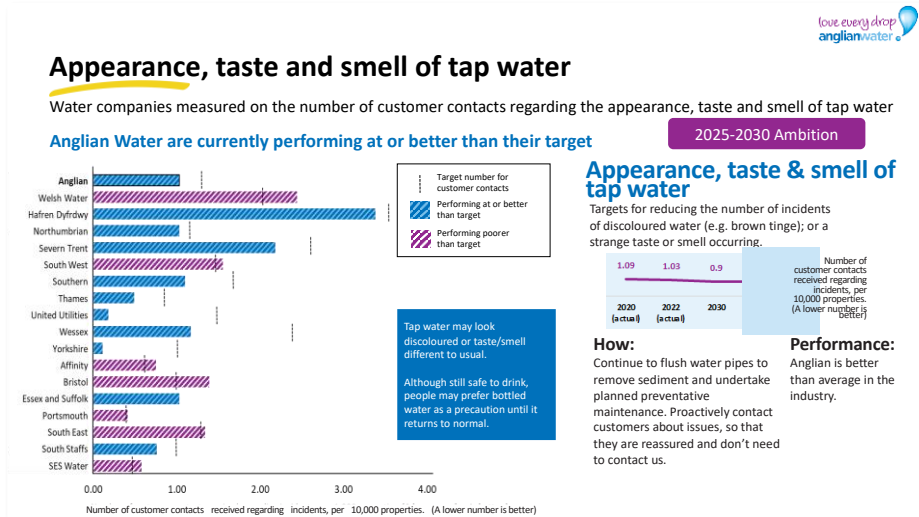 love every drop
anglianwater
Appearance, taste and smell of tap water
Water companies measured on the number of customer contacts regarding the appearance, taste and smell of tap water
Anglian Water are currently performing at or better than their target
2025-2030 Ambition
Anglian
Welsh Water
Hafren Dyfrdwy
Northumbrian
Severn Trent
South West
Southern
Thames
United Utilities
Wessex
Yorkshire
Affinity
Bristol
Essex and Suffolk
Portsmouth
South East
South Staffs
SES Water
0.00 1.00 2.00 3.00 4.00
Number of customer contacts received regarding incidents, per 10,000 properties. (A lower number is better)
Target number for
customer contacts
Performing at or better
than target
Performing poorer
than target
Tap water may look
discoloured or taste/smell
different to usual.
Although still safe to drink,
people may prefer bottled
water as a precaution until it
returns to normal.
Appearance, taste & smell of
tap water
Targets for reducing the number of incidents
of discoloured water (e.g. brown tinge); or a
strange taste or smell occurring.
1.09 1.03 0.9
2020 2022 2030
(actual) (actual)
Number of
customer contacts
received regarding
incidents, per
10,000 properties.
(A lower number is
better)
How:
Continue to flush water pipes to
remove sediment and undertake
planned preventative
maintenance. Proactively contact
customers about issues, so that
they are reassured and don’t need
to contact us.
Performance:
Anglian is better
than average in the
industry.